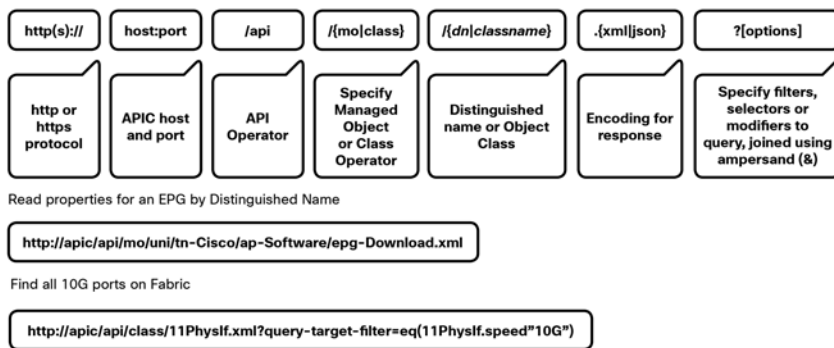 http(s)://
host:port
/api
/{mo|class}
/{dn|classname}
.{xml|json}
?[options]
http or
https
protocol
APIC host
and port
API
Operator
Specify
Managed
Object
or Class
Operator
Distinguished
name or Object
Class
Encoding for
response
Specify filters,
selectors or
modifiers to
query, joined using
ampersand (&)
Read properties for an EPG by Distinguished Name
http://apic/api/mo/uni/tn-Cisco/ap-Software/epg-Download.xml
Find all 10G ports on Fabric
http://apic/api/class/11PhysIf.xml?query-target-filter=eq(11PhysIf.speed”10G”)